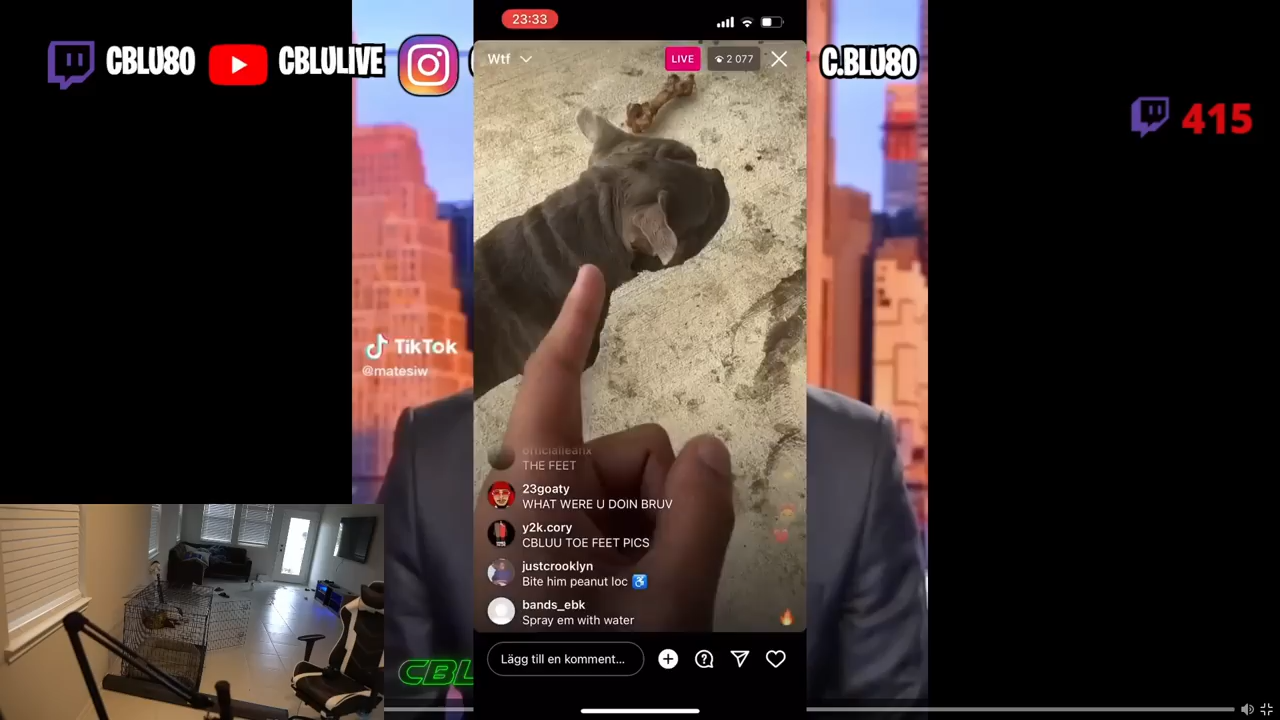 23:33
CBLU80
CBLULIVE
C.BLU80
Wtf
LIVE
2 077
415
TikTok
@matesiw
THE FEET
23goaty
WHAT WERE U DOIN BRUV
y2k.cory
CBLUU TOE FEET PICS
justcrooklyn
Bite him peanut loc
bands_ebk
Spray em with water
Lägg till en komment...
CBL